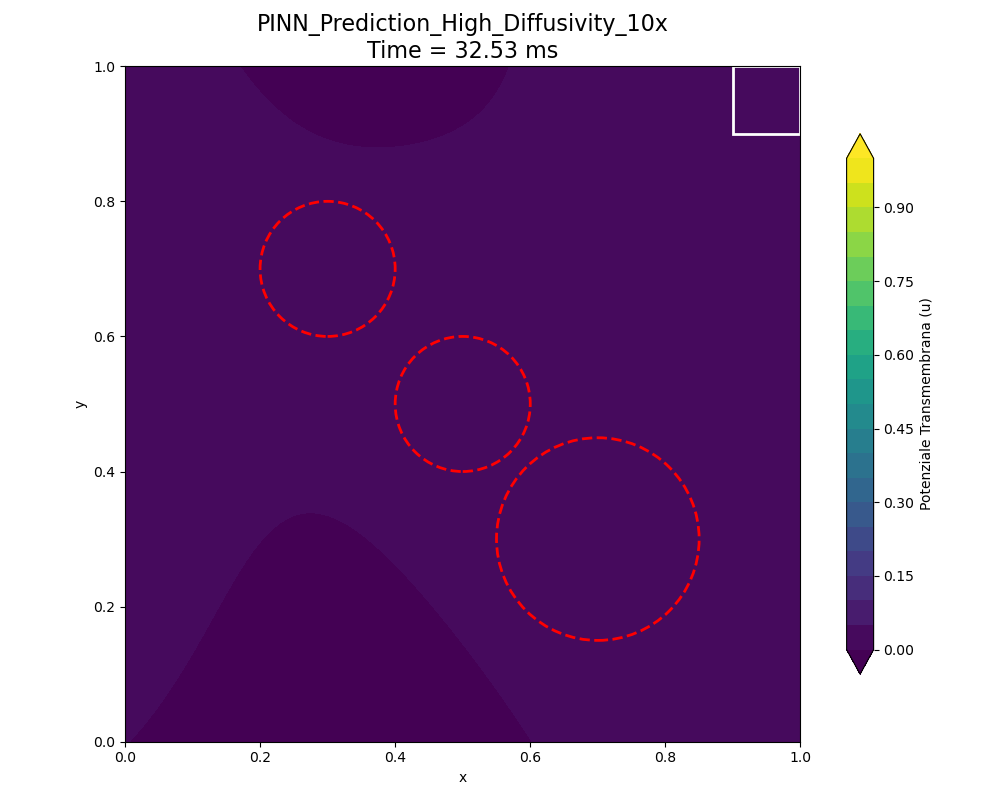 PINN_Prediction_High_Diffusivity_10x
Time = 32.53 ms
1.0
0.8
0.6
0.4
0.2
0.0
y
0.0 0.2 0.4 0.6 0.8 1.0
x
0.90
0.75
0.60
0.45
0.30
0.15
0.00
Potenziale Transmembrana (u)